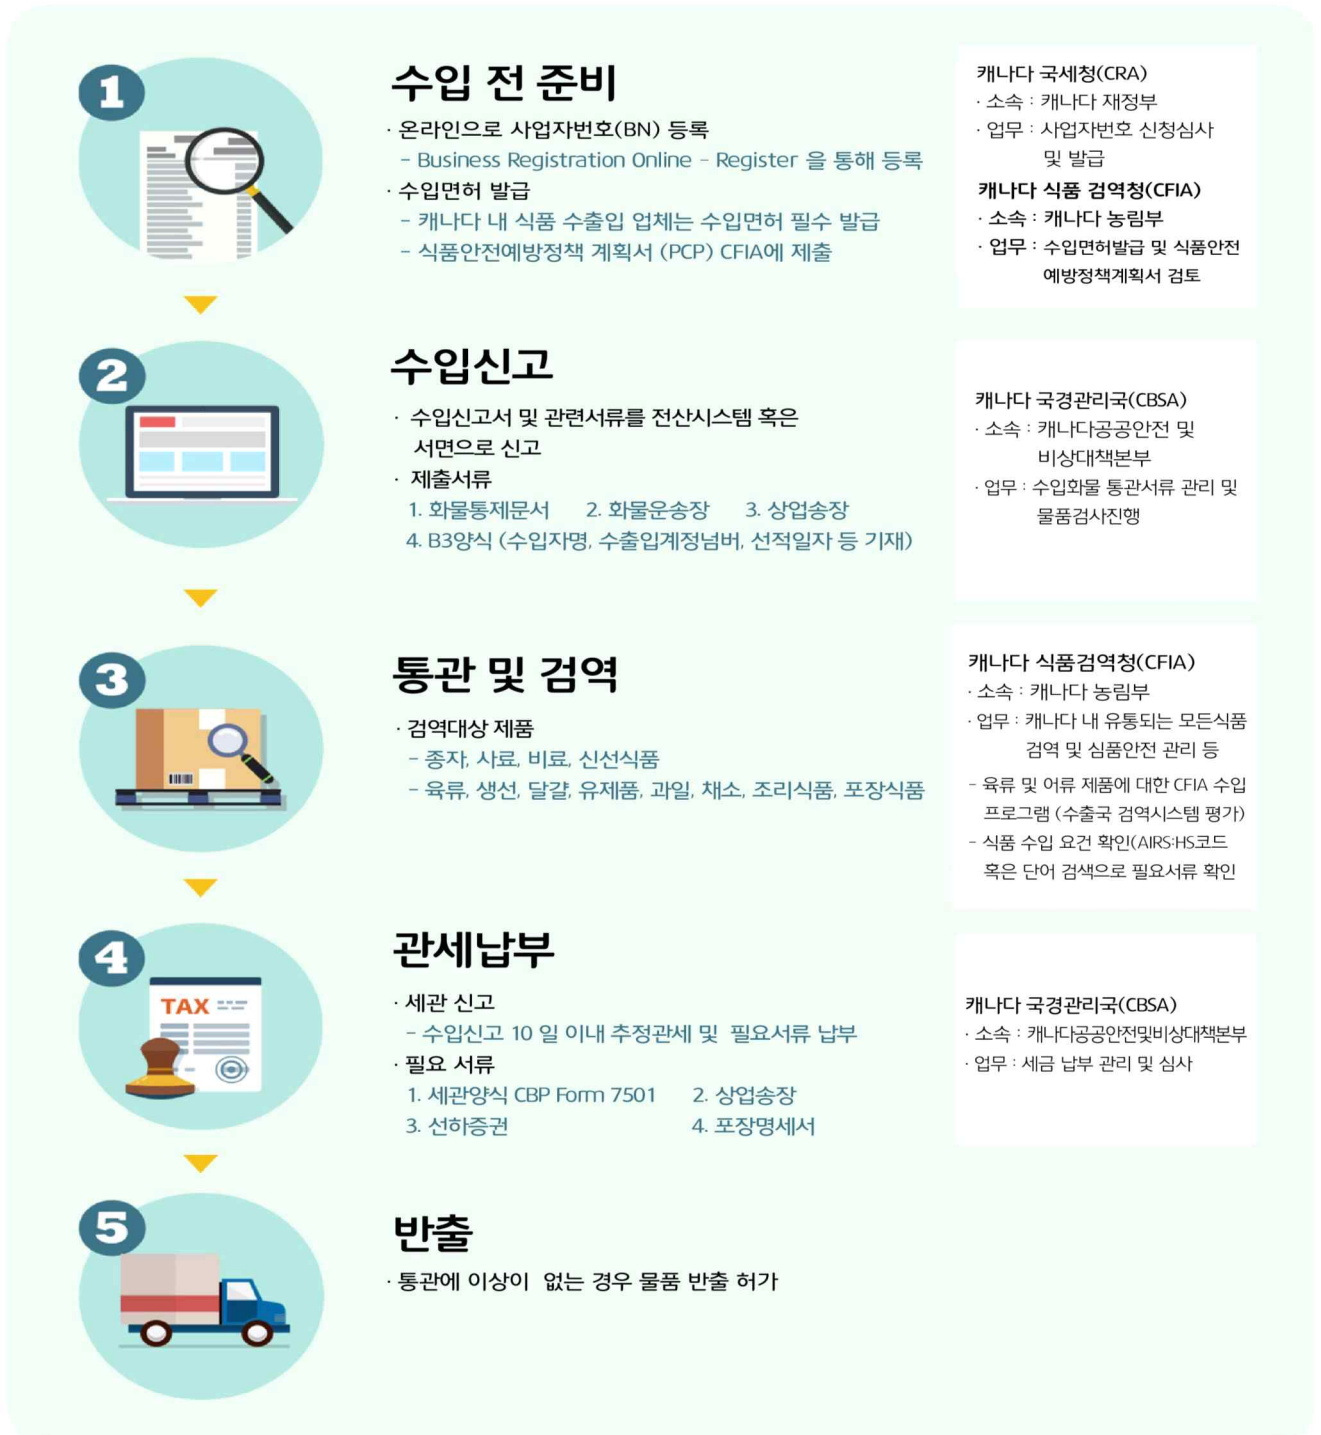 1
수입 전 준비
· 온라인으로 사업자번호(BN) 등록
- Business Registration Online - Register 을 통해 등록
· 수입면허 발급
- 캐나다 내 식품 수출입 업체는 수입면허 필수 발급
- 식품안전예방정책 계획서 (PCP) CFIA에 제출
캐나다 국세청(CRA)
· 소속 : 캐나다 재정부
· 업무 : 사업자번호 신청심사
및 발급
캐나다 식품 검역청(CFIA)
· 소속 : 캐나다 농림부
· 업무 : 수입면허발급 및 식품안전
예방정책계획서 검토
2
수입신고
· 수입신고서 및 관련서류를 전산시스템 혹은
서면으로 신고
· 제출서류
1. 화물통제문서 2. 화물운송장 3. 상업송장
4. B3양식 (수입자명, 수출입계정넘버, 선적일자 등 기재)
캐나다 국경관리국(CBSA)
· 소속 : 캐나다공공안전 및
비상대책본부
· 업무 : 수입화물 통관서류 관리 및
물품검사진행
3
통관 및 검역
· 검역대상 제품
- 종자, 사료, 비료, 신선식품
- 육류, 생선, 달걀, 유제품, 과일, 채소, 조리식품, 포장식품
캐나다 식품검역청(CFIA)
· 소속 : 캐나다 농림부
· 업무 : 캐나다 내 유통되는 모든식품
검역 및 심품안전 관리 등
- 육류 및 어류 제품에 대한 CFIA 수입
프로그램 (수출국 검역시스템 평가)
- 식품 수입 요건 확인(AIRS:HS코드
혹은 단어 검색으로 필요서류 확인
4
TAX
관세납부
· 세관 신고
- 수입신고 10 일 이내 추정관세 및 필요서류 납부
· 필요 서류
1. 세관양식 CBP Form 7501 2. 상업송장
3. 선하증권 4. 포장명세서
캐나다 국경관리국(CBSA)
· 소속 : 캐나다공공안전및비상대책본부
· 업무 : 세금 납부 관리 및 심사
5
반출
· 통관에 이상이 없는 경우 물품 반출 허가